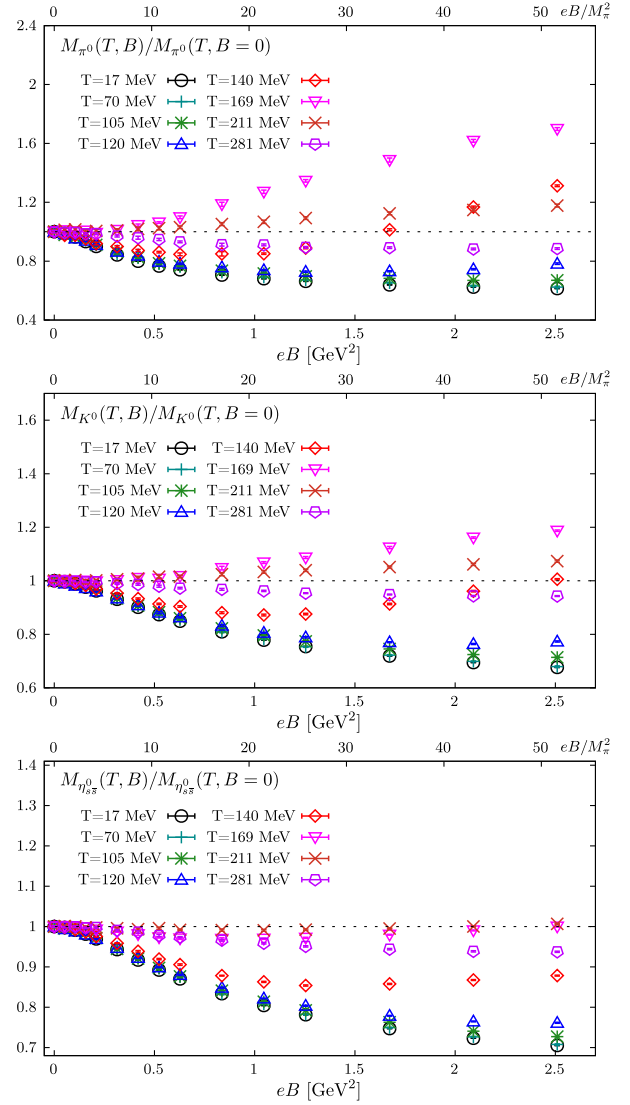 0 10 20 30 40 50 eB/M_π^2
M_{π^0}(T, B)/M_{π^0}(T, B = 0)
T=17 MeV T=140 MeV
T=70 MeV T=169 MeV
T=105 MeV T=211 MeV
T=120 MeV T=281 MeV
2.4
2
1.6
1.2
0.8
0.4
0 0.5 1 1.5 2 2.5
eB [GeV^2]
0 10 20 30 40 50 eB/M_π^2
M_{K^0}(T, B)/M_{K^0}(T, B = 0)
T=17 MeV T=140 MeV
T=70 MeV T=169 MeV
T=105 MeV T=211 MeV
T=120 MeV T=281 MeV
1.6
1.4
1.2
1
0.8
0.6
0 0.5 1 1.5 2 2.5
eB [GeV^2]
0 10 20 30 40 50 eB/M_π^2
M_{η^0_{ss̄}}(T, B)/M_{η^0_{ss̄}}(T, B = 0)
T=17 MeV T=140 MeV
T=70 MeV T=169 MeV
T=105 MeV T=211 MeV
T=120 MeV T=281 MeV
1.4
1.3
1.2
1.1
1
0.9
0.8
0.7
0 0.5 1 1.5 2 2.5
eB [GeV^2]